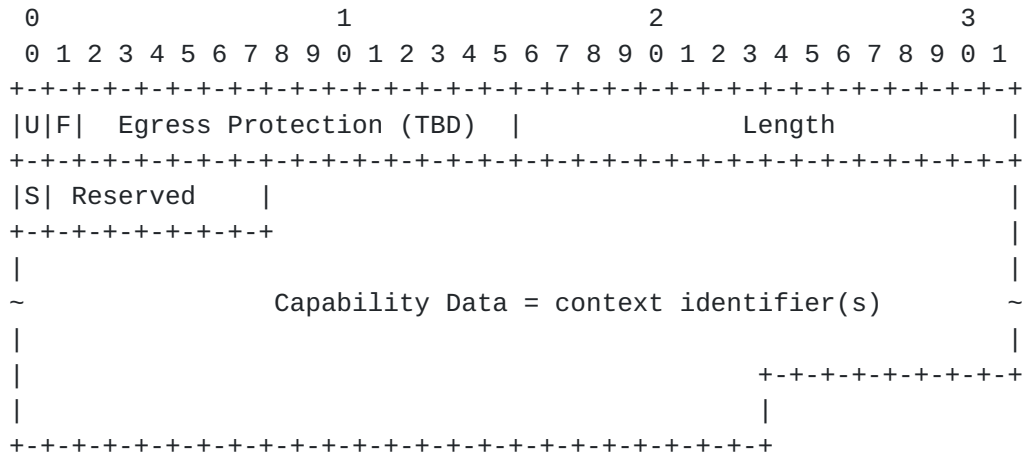 0                   1                   2                   3
 0 1 2 3 4 5 6 7 8 9 0 1 2 3 4 5 6 7 8 9 0 1 2 3 4 5 6 7 8 9 0 1
+-+-+-+-+-+-+-+-+-+-+-+-+-+-+-+-+-+-+-+-+-+-+-+-+-+-+-+-+-+-+-+-+
|U|F|  Egress Protection (TBD)  |              Length           |
+-+-+-+-+-+-+-+-+-+-+-+-+-+-+-+-+-+-+-+-+-+-+-+-+-+-+-+-+-+-+-+-+
|S| Reserved    |                                               |
+-+-+-+-+-+-+-+-+                                               |
|                                                               |
~                Capability Data = context identifier(s)        ~
|                                                               |
|                                               +-+-+-+-+-+-+-+-+
|                                               |
+-+-+-+-+-+-+-+-+-+-+-+-+-+-+-+-+-+-+-+-+-+-+-+-+